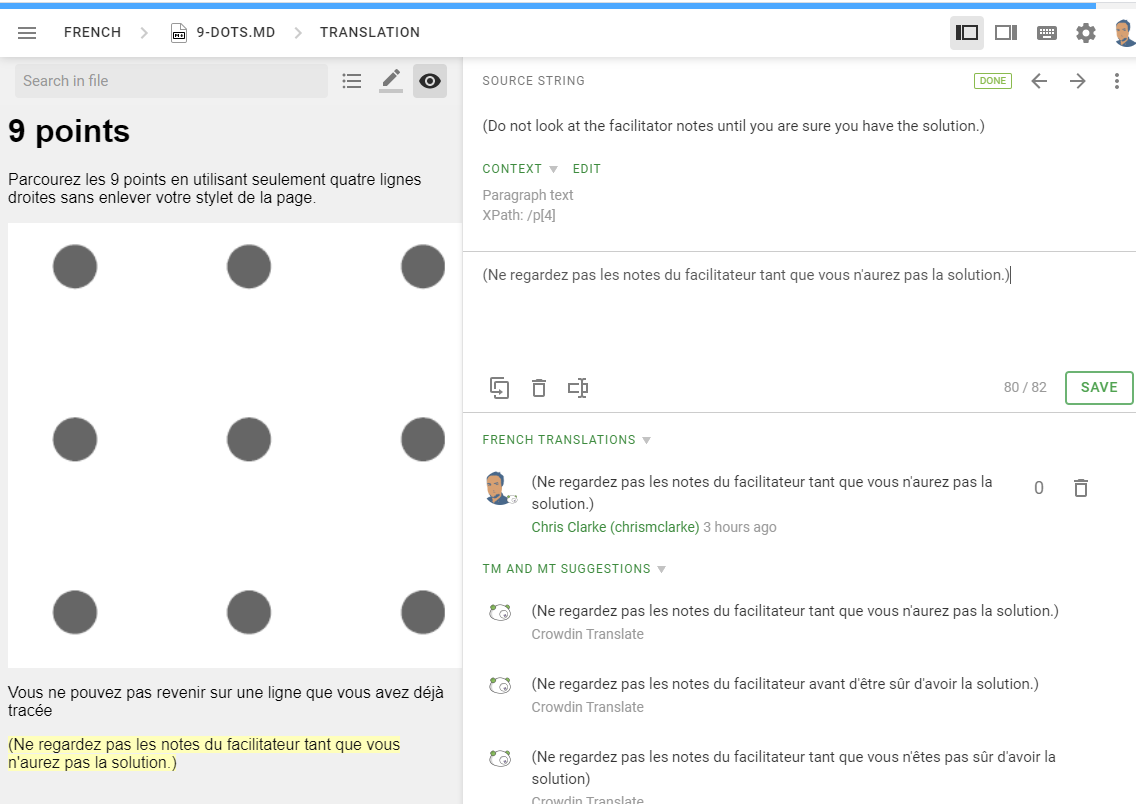 FRENCH
9-DOTS.MD
TRANSLATION
Search in file
9 points
Parcourez les 9 points en utilisant seulement quatre lignes
droites sans enlever votre stylet de la page.
Vous ne pouvez pas revenir sur une ligne que vous avez déjà
tracée
(Ne regardez pas les notes du facilitateur tant que vous
n'aurez pas la solution.)
SOURCE STRING
DONE
(Do not look at the facilitator notes until you are sure you have the solution.)
CONTEXT
EDIT
Paragraph text
XPath: /p[4]
(Ne regardez pas les notes du facilitateur tant que vous n'aurez pas la solution.)
80 / 82
SAVE
FRENCH TRANSLATIONS
(Ne regardez pas les notes du facilitateur tant que vous n'aurez pas la
solution.)
0
Chris Clarke (chrismclarke) 3 hours ago
TM AND MT SUGGESTIONS
(Ne regardez pas les notes du facilitateur tant que vous n'aurez pas la solution.)
Crowdin Translate
(Ne regardez pas les notes du facilitateur avant d'être sûr d'avoir la solution.)
Crowdin Translate
(Ne regardez pas les notes du facilitateur tant que vous n'êtes pas sûr d'avoir la
solution)
Crowdin Translate